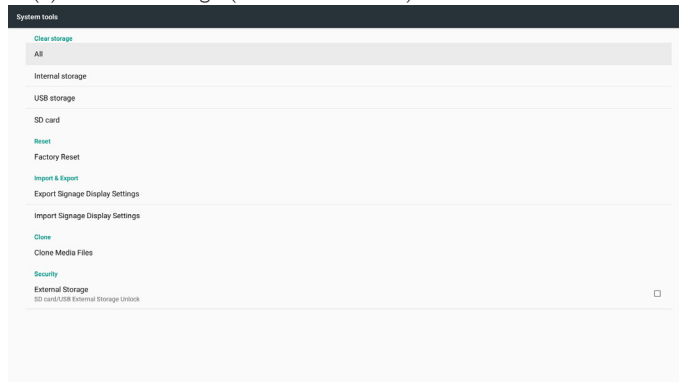 System tools
Clear storage
All
Internal storage
USB storage
SD card
Reset
Factory Reset
Import & Export
Export Signage Display Settings
Import Signage Display Settings
Clone
Clone Media Files
Security
External Storage
SD card/USB External Storage Unlock